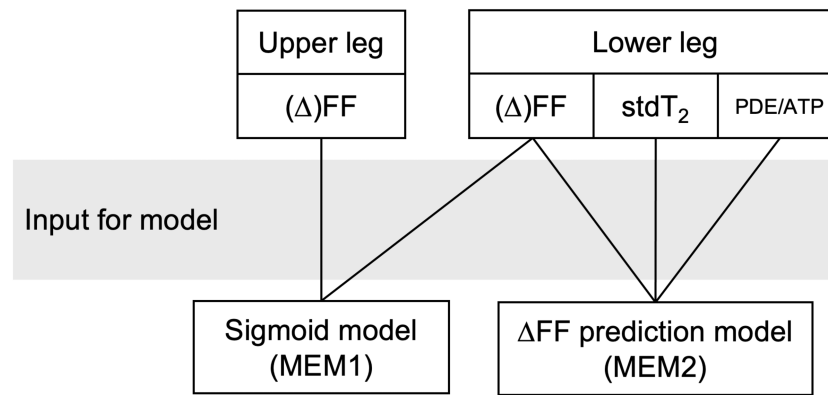 Upper leg
Lower leg
(Δ)FF
(Δ)FF
stdT₂
PDE/ATP
Input for model
Sigmoid model
(MEM1)
ΔFF prediction model
(MEM2)